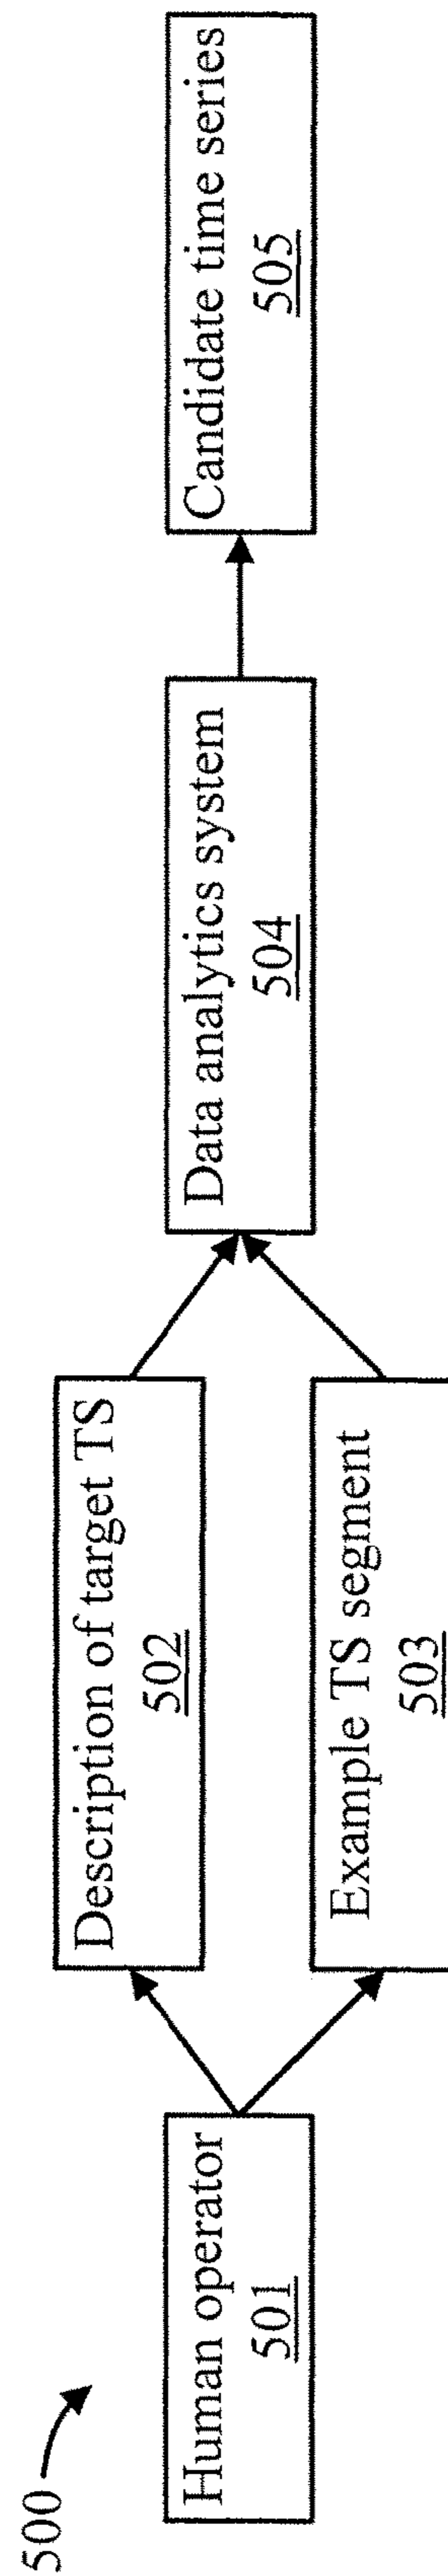 500
Human operator
501
Description of target TS
502
Example TS segment
503
Data analytics system
504
Candidate time series
505